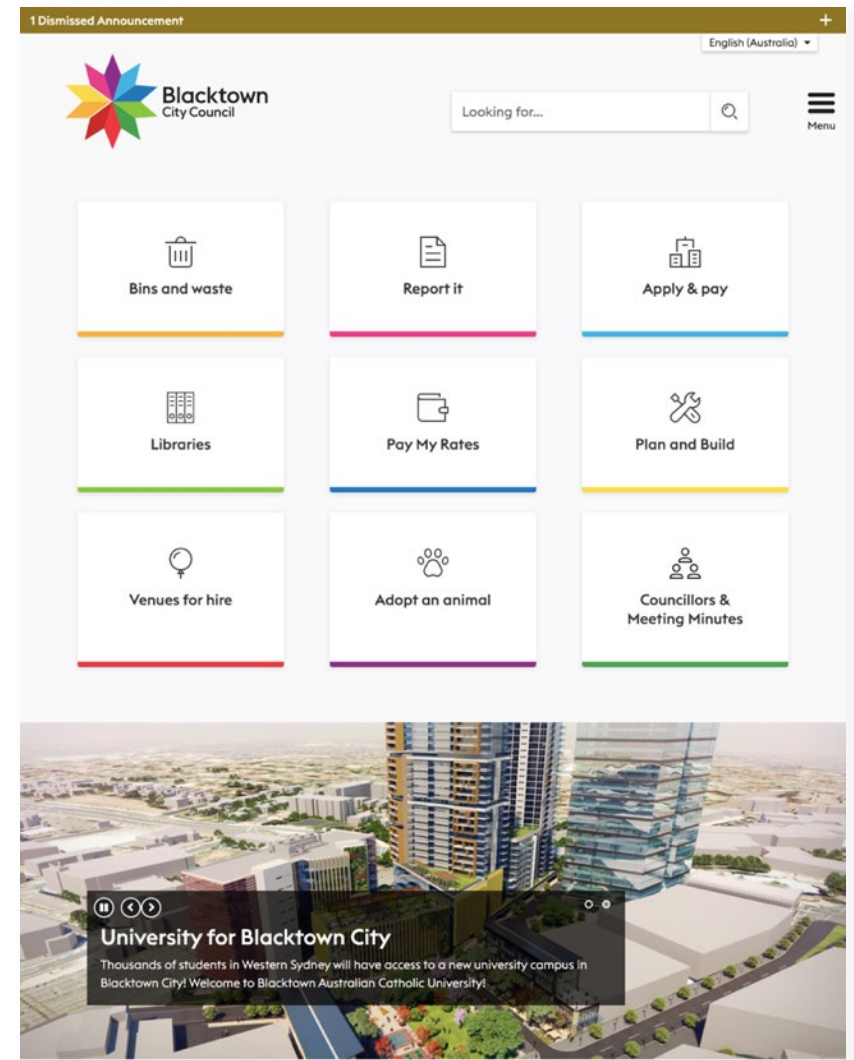 1 Dismissed Announcement
English (Australia)
Blacktown
City Council
Looking for...
Menu
Bins and waste
Report it
Apply & pay
Libraries
Pay My Rates
Plan and Build
Venues for hire
Adopt an animal
Councillors &
Meeting Minutes
University for Blacktown City
Thousands of students in Western Sydney will have access to a new university campus in
Blacktown City! Welcome to Blacktown Australian Catholic University!